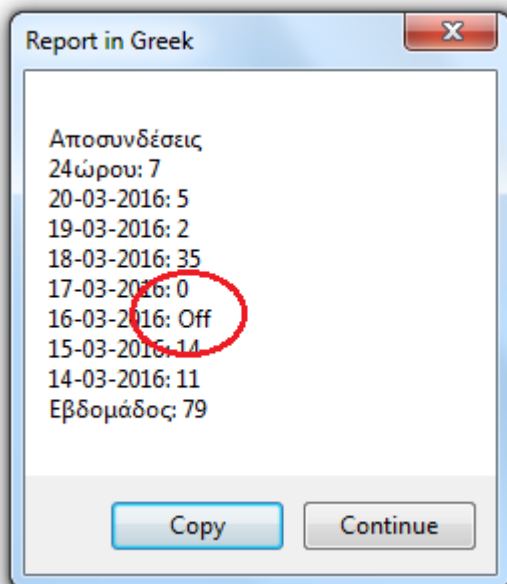 Report in Greek
Αποσυνδέσεις
24ώρου: 7
20-03-2016: 5
19-03-2016: 2
18-03-2016: 35
17-03-2016: 0
16-03-2016: Off
15-03-2016: 14
14-03-2016: 11
Εβδομάδος: 79
Copy
Continue